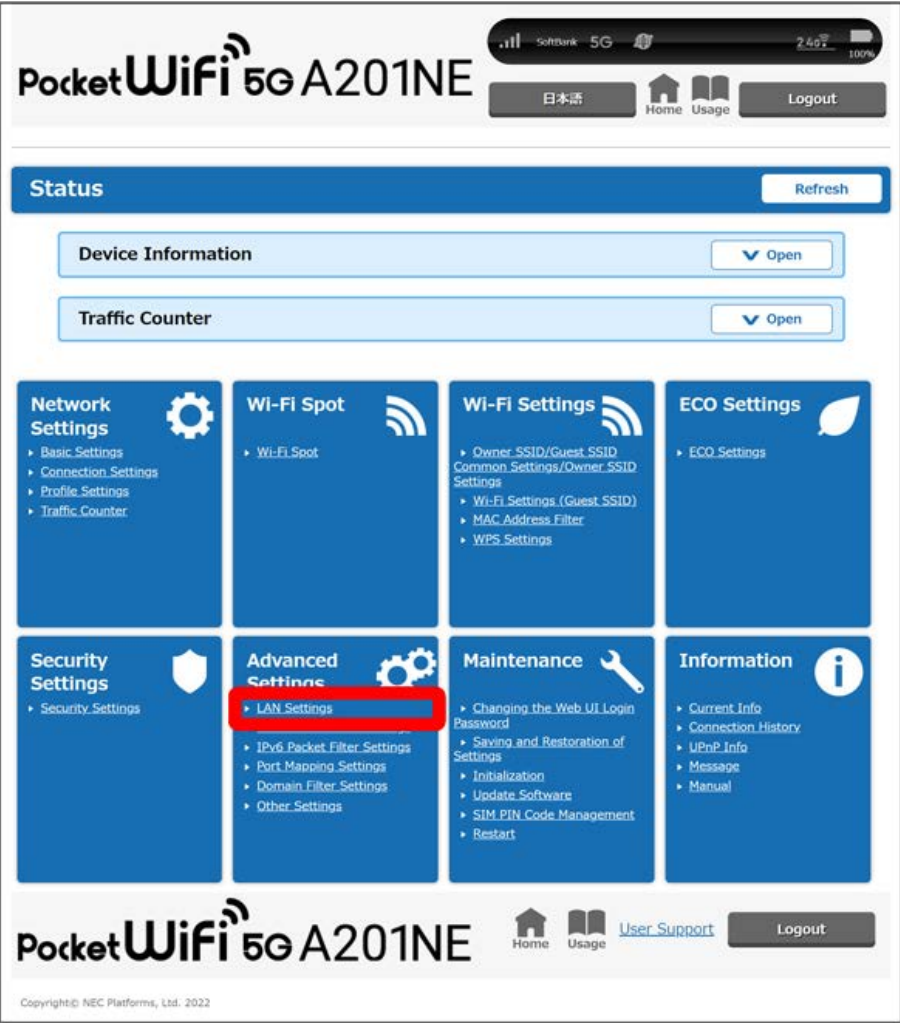 SoftBank 5G 2.4G 100%
Pocket WiFi 5G A201NE
日本語 Home Usage Logout
Status Refresh
Device Information Open
Traffic Counter Open
Network
Settings
Basic Settings
Connection Settings
Profile Settings
Traffic Counter
Wi-Fi Spot
Wi-Fi Spot
Wi-Fi Settings
Owner SSID/Guest SSID
Common Settings/Owner SSID
Settings
Wi-Fi Settings (Guest SSID)
MAC Address Filter
WPS Settings
ECO Settings
ECO Settings
Security
Settings
Security Settings
Advanced
Settings
LAN Settings
IPv6 Packet Filter Settings
Port Mapping Settings
Domain Filter Settings
Other Settings
Maintenance
Changing the Web UI Login
Password
Saving and Restoration of
Settings
Initialization
Update Software
SIM PIN Code Management
Restart
Information
Current Info
Connection History
UPnP Info
Message
Manual
Pocket WiFi 5G A201NE
Home Usage User Support Logout
Copyright© NEC Platforms, Ltd. 2022